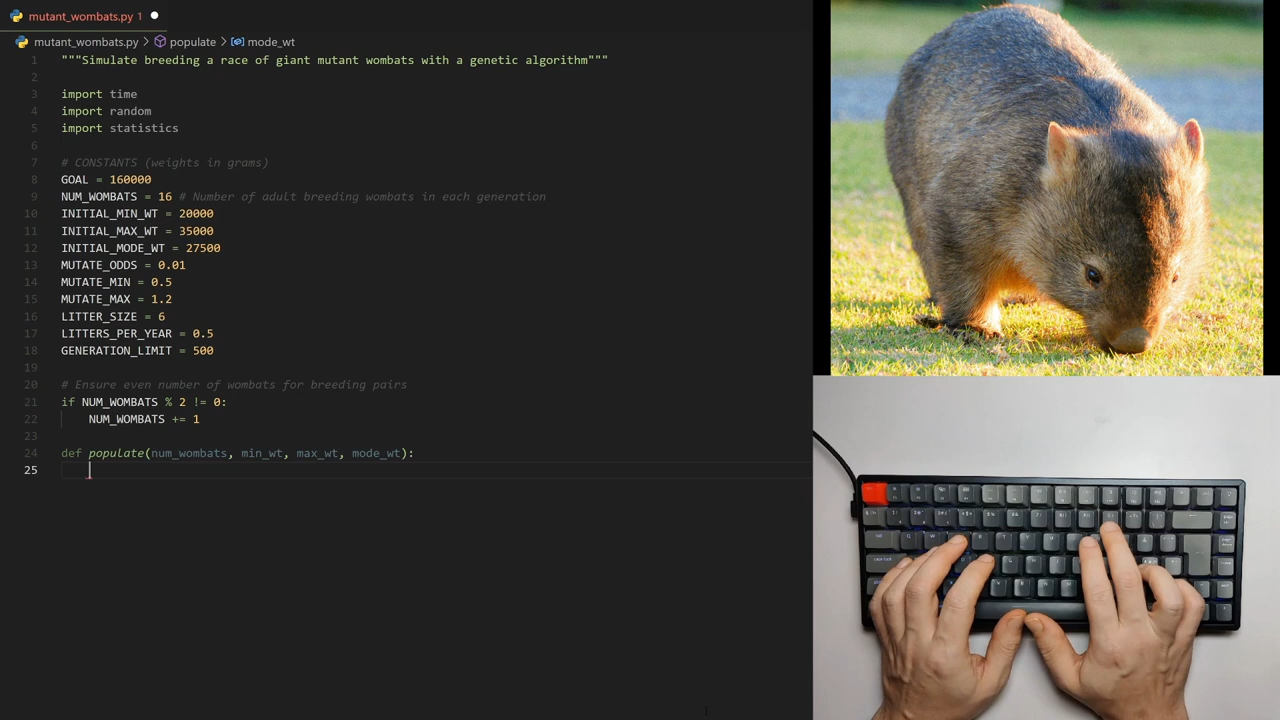 mutant_wombats.py 1
mutant_wombats.py > populate > mode_wt
1 """Simulate breeding a race of giant mutant wombats with a genetic algorithm"""
2
3 import time
4 import random
5 import statistics
6
7 # CONSTANTS (weights in grams)
8 GOAL = 160000
9 NUM_WOMBATS = 16 # Number of adult breeding wombats in each generation
10 INITIAL_MIN_WT = 20000
11 INITIAL_MAX_WT = 35000
12 INITIAL_MODE_WT = 27500
13 MUTATE_ODDS = 0.01
14 MUTATE_MIN = 0.5
15 MUTATE_MAX = 1.2
16 LITTER_SIZE = 6
17 LITTERS_PER_YEAR = 0.5
18 GENERATION_LIMIT = 500
19
20 # Ensure even number of wombats for breeding pairs
21 if NUM_WOMBATS % 2 != 0:
22 NUM_WOMBATS += 1
23
24 def populate(num_wombats, min_wt, max_wt, mode_wt):
25